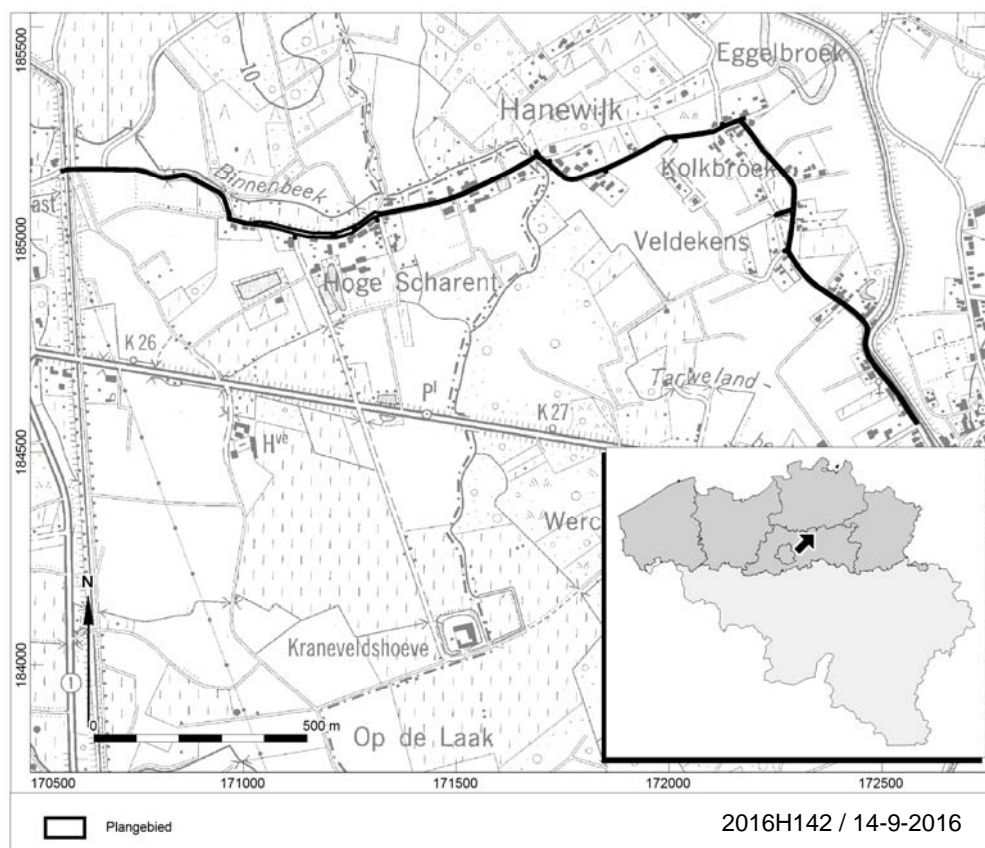 185500
10
Eggelbroek
Hanewijk
Binnenbeek
Kolkbroek
ast
185000
Veldekens
Hoge Scharent
K 26
Tarweland-
pl
K 27
184500
Hve
Werc
N
Kraneveldshoeve
184000
1
0
500 m
Op de Laak
170500
171000
171500
172000
172500
Plangebied
2016H142 / 14-9-2016